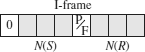 I-frame
0 P/F
N(S) N(R)